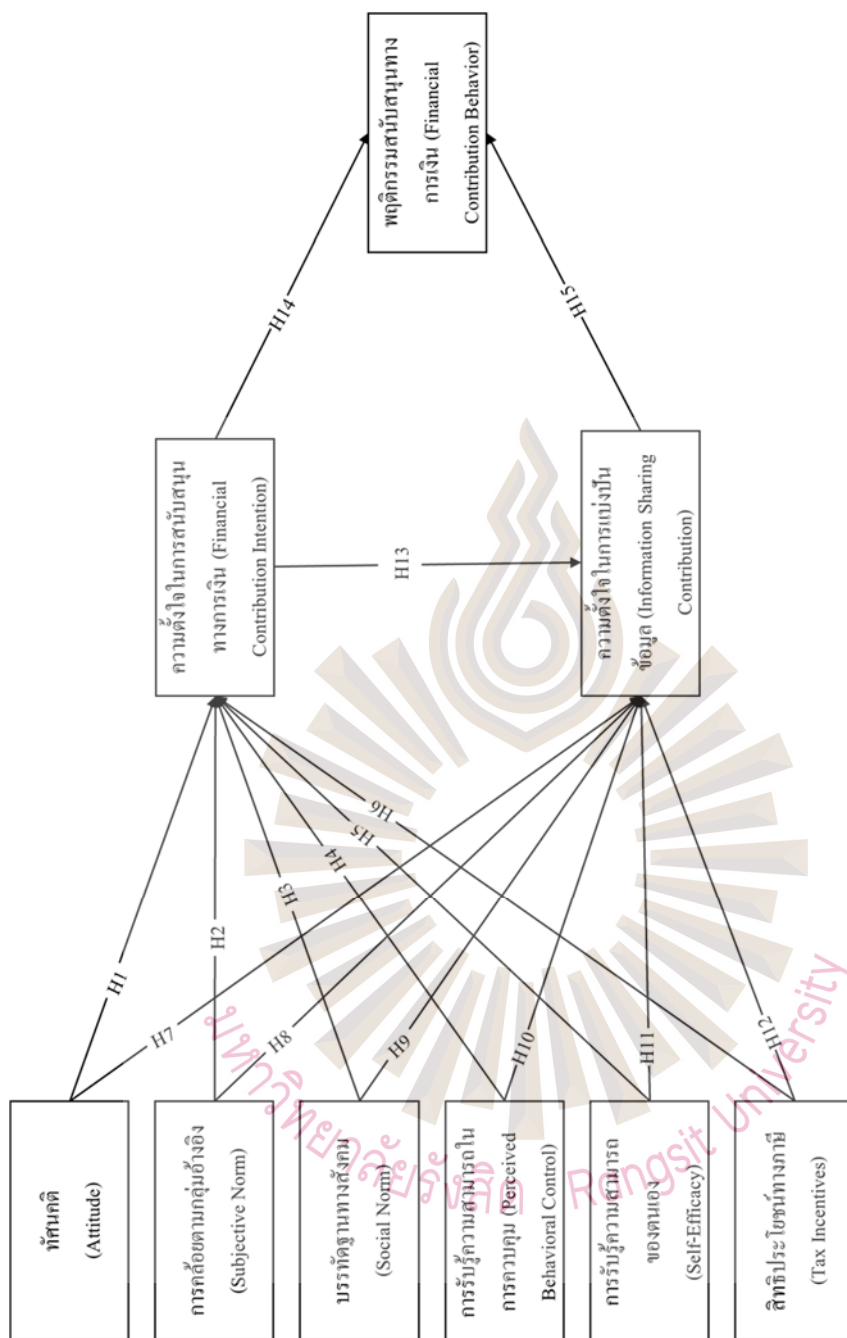 ทัศนคติ
(Attitude)
การคล้อยตามกลุ่มอ้างอิง
(Subjective Norm)
บรรทัดฐานทางสังคม
(Social Norm)
การรับรู้ความสามารถใน
การควบคุม (Perceived
Behavioral Control)
การรับรู้ความสามารถ
ของตนเอง
(Self-Efficacy)
สิทธิประโยชน์ทางภาษี
(Tax Incentives)
H1
H7
H2
H8
H3
H9
H4
H10
H5
H11
H6
H12
ความตั้งใจในการสนับสนุน
ทางการเงิน (Financial
Contribution Intention)
H13
ความตั้งใจในการแบ่งปัน
ข้อมูล (Information Sharing
Contribution)
H14
H15
พฤติกรรมสนับสนุนทาง
การเงิน (Financial
Contribution Behavior)
มหาวิทยาลัยรังสิต Rangsit University